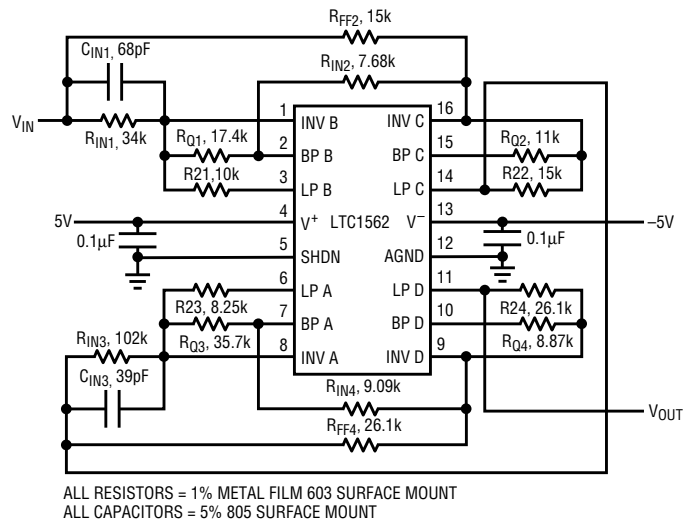 RFF2, 15k
CIN1, 68pF
RIN2, 7.68k
VIN
RIN1, 34k
1
INV B
INV C
16
RQ1, 17.4k
2
BP B
BP C
15
RQ2, 11k
R21,10k
3
LP B
LP C
14
R22, 15k
5V
4
V+
LTC1562
V–
13
–5V
0.1µF
5
SHDN
AGND
12
0.1µF
6
LP A
LP D
11
R23, 8.25k
7
BP A
BP D
10
R24, 26.1k
RIN3, 102k
RQ3, 35.7k
8
INV A
INV D
9
RQ4, 8.87k
CIN3, 39pF
RIN4, 9.09k
RFF4, 26.1k
VOUT
ALL RESISTORS = 1% METAL FILM 603 SURFACE MOUNT
ALL CAPACITORS = 5% 805 SURFACE MOUNT